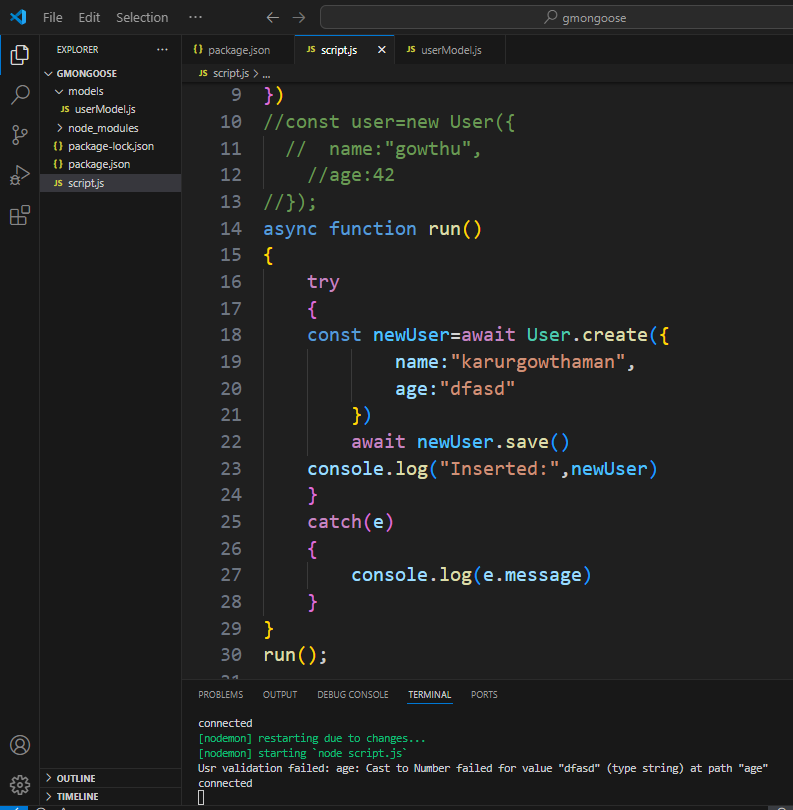 File Edit Selection ··· ← → gmongoose
EXPLORER ···
GMONGOOSE
models
JS userModel.js
node_modules
{} package-lock.json
{} package.json
JS script.js
OUTLINE
TIMELINE
{} package.json JS script.js × JS userModel.js
JS script.js > ...
9 })
10 //const user=new User({
11 // name:"gowthu",
12 //age:42
13 //});
14 async function run()
15 {
16 try
17 {
18 const newUser=await User.create({
19 name:"karurgowthaman",
20 age:"dfasd"
21 })
22 await newUser.save()
23 console.log("Inserted:",newUser)
24 }
25 catch(e)
26 {
27 console.log(e.message)
28 }
29 }
30 run();
31
PROBLEMS OUTPUT DEBUG CONSOLE TERMINAL PORTS
connected
[nodemon] restarting due to changes...
[nodemon] starting `node script.js`
Usr validation failed: age: Cast to Number failed for value "dfasd" (type string) at path "age"
connected